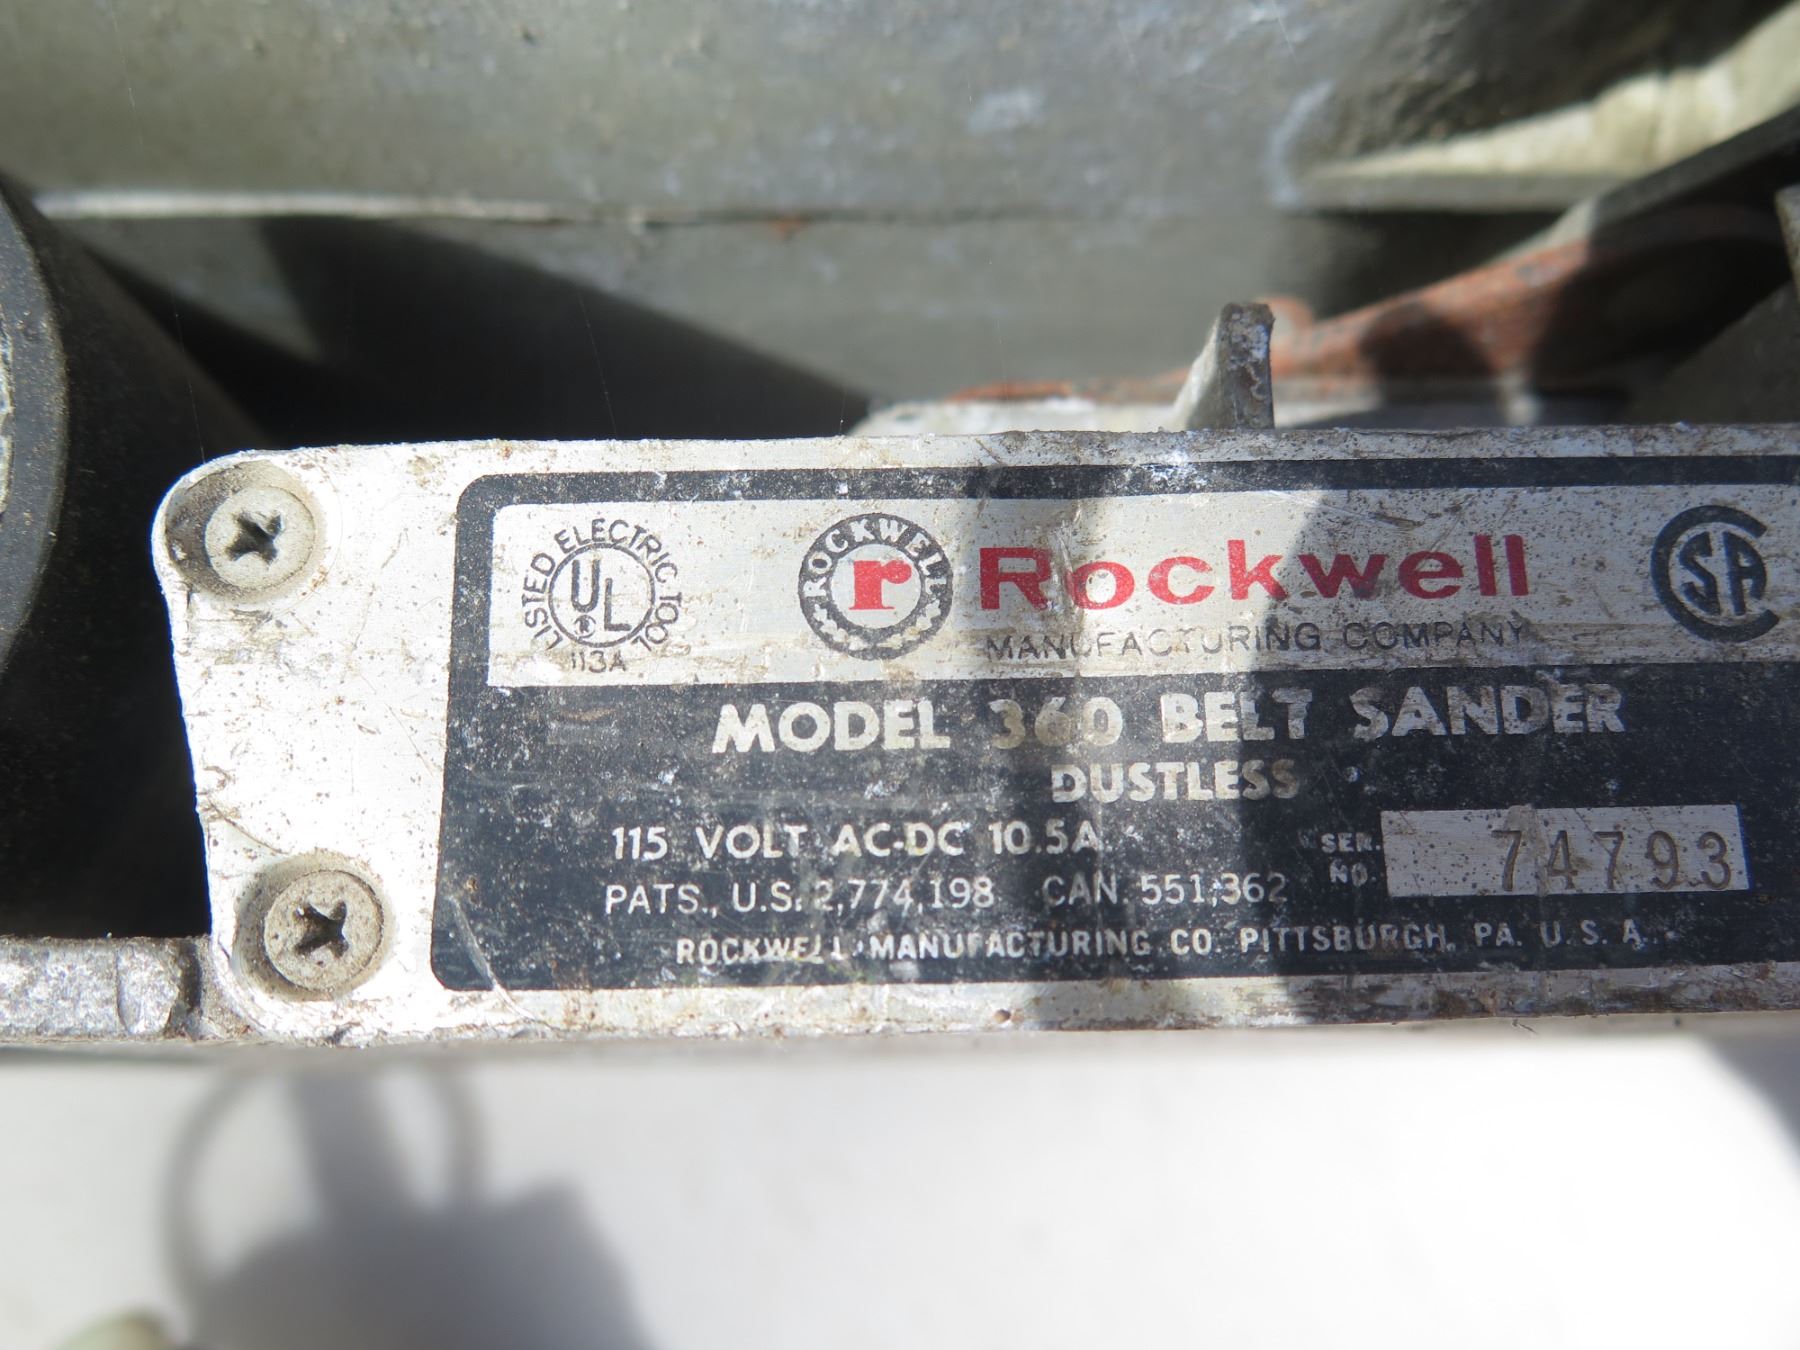 LISTED ELECTRIC TOOL
UL
113A
ROCKWELL
r
Rockwell
MANUFACTURING COMPANY
CSA
MODEL 360 BELT SANDER
DUSTLESS
115 VOLT AC-DC 10.5A.
SER. NO. 74793
PATS., U.S. 2,774,198 CAN. 551,362
ROCKWELL MANUFACTURING CO. PITTSBURGH, PA. U.S.A.